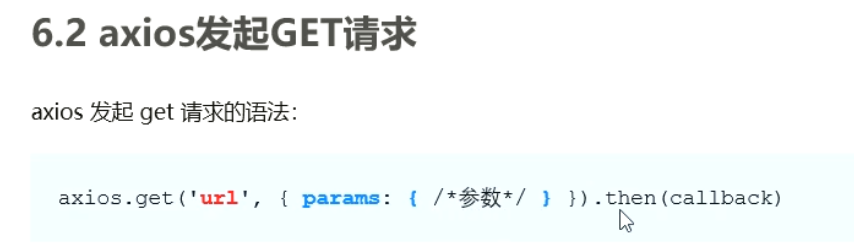 6.2 axios发起GET请求
axios 发起 get 请求的语法：
axios.get('url', { params: { /*参数*/ } }).then(callback)